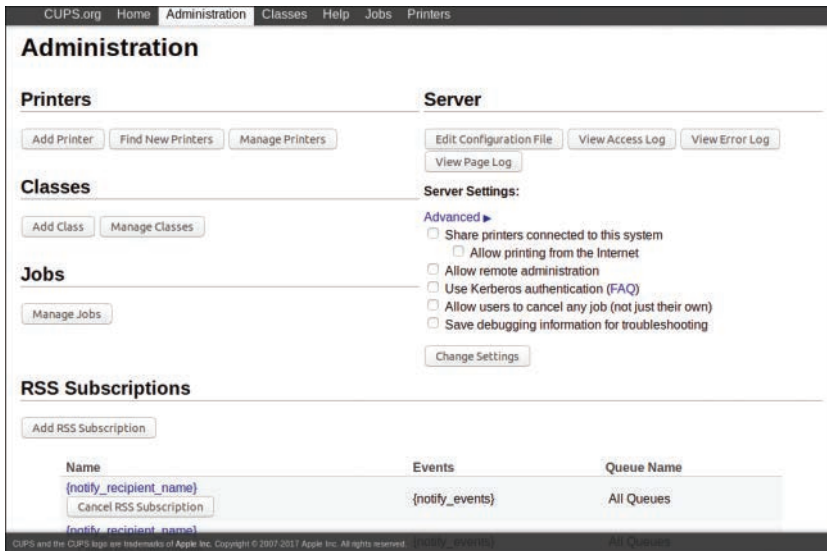 CUPS.org Home Administration Classes Help Jobs Printers
Administration
Printers
Add Printer Find New Printers Manage Printers
Classes
Add Class Manage Classes
Jobs
Manage Jobs
Server
Edit Configuration File View Access Log View Error Log
View Page Log
Server Settings:
Advanced ▶
Share printers connected to this system
Allow printing from the Internet
Allow remote administration
Use Kerberos authentication (FAQ)
Allow users to cancel any job (not just their own)
Save debugging information for troubleshooting
Change Settings
RSS Subscriptions
Add RSS Subscription
Name Events Queue Name
{notify_recipient_name} {notify_events} All Queues
Cancel RSS Subscription
{notify_recipient_name} {notify_events} All Queues
CUPS and the CUPS logo are trademarks of Apple Inc. Copyright © 2007-2017 Apple Inc. All rights reserved.